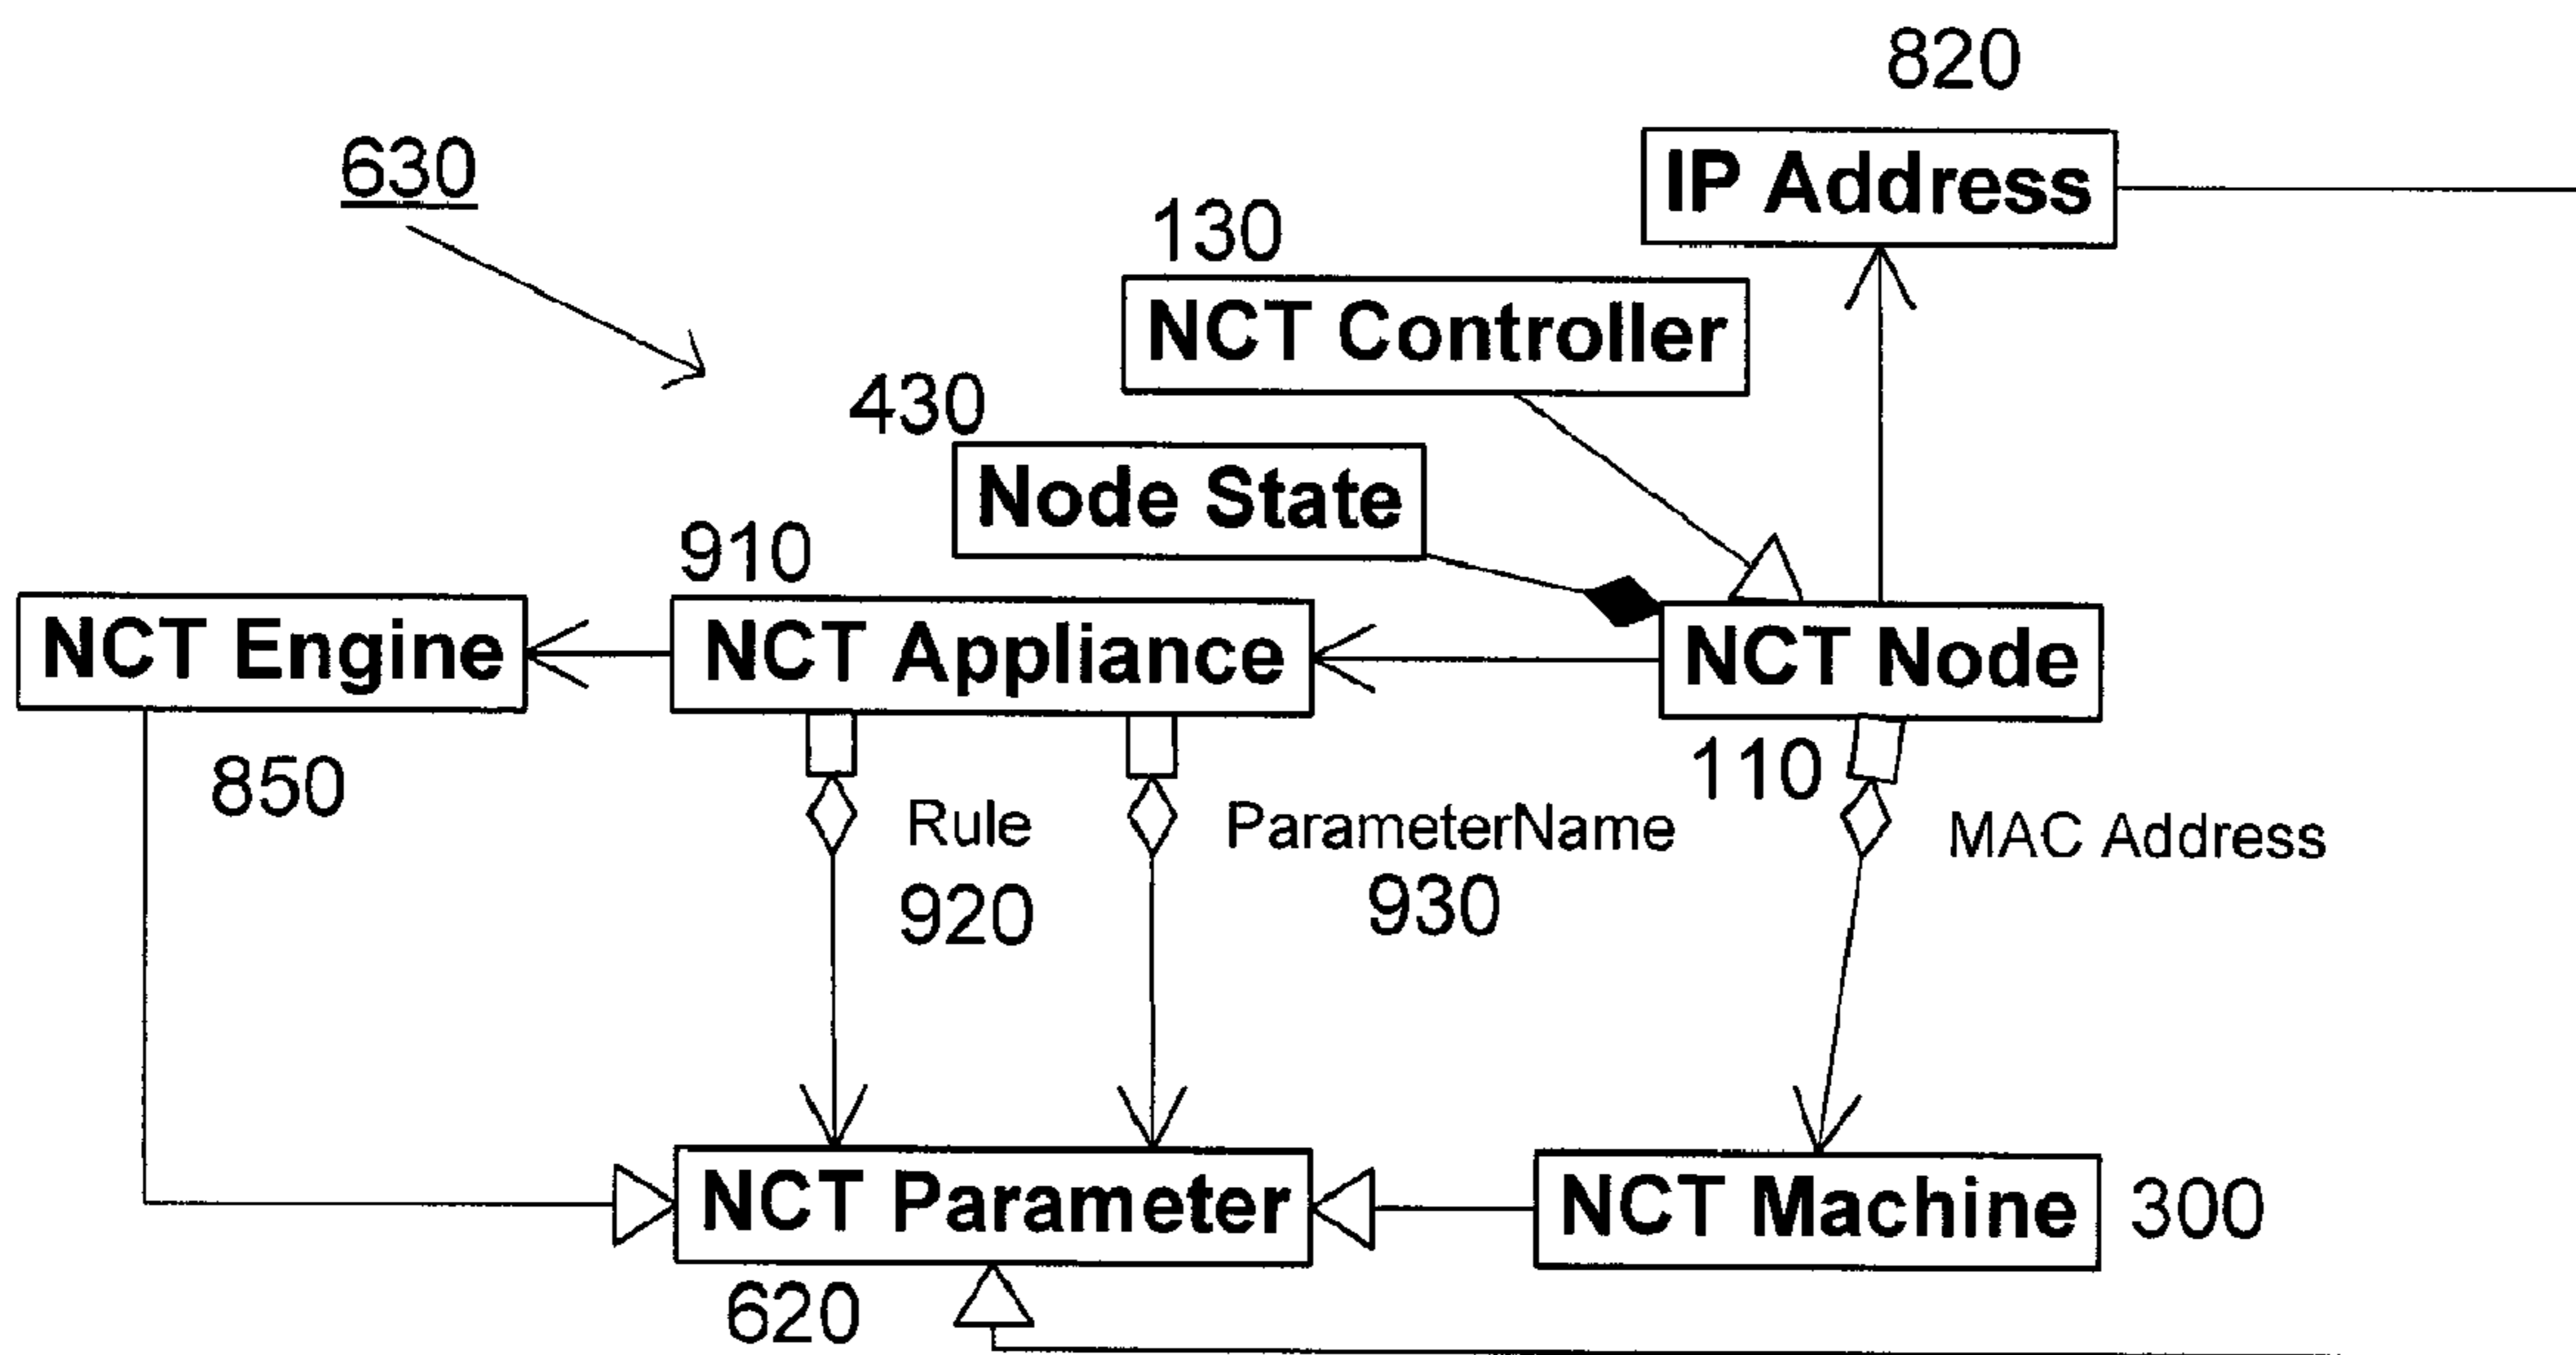 820
630
IP Address
130
NCT Controller
430
Node State
910
NCT Engine
NCT Appliance
NCT Node
850
110
Rule
ParameterName
MAC Address
920
930
NCT Parameter
NCT Machine
300
620